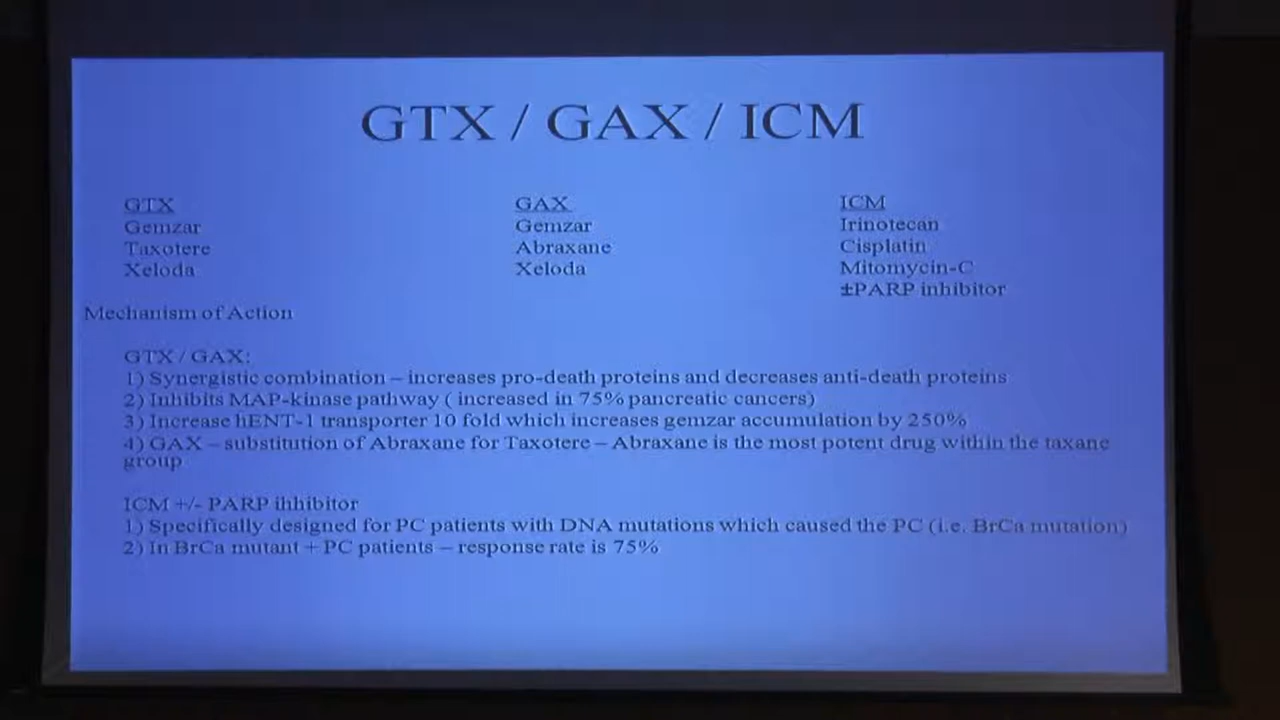 GTX / GAX / ICM
GTX
Gemzar
Taxotere
Xeloda
GAX
Gemzar
Abraxane
Xeloda
ICM
Irinotecan
Cisplatin
Mitomycin-C
±PARP inhibitor
Mechanism of Action
GTX / GAX:
1) Synergistic combination – increases pro-death proteins and decreases anti-death proteins
2) Inhibits MAP-kinase pathway ( increased in 75% pancreatic cancers)
3) Increase hENT-1 transporter 10 fold which increases gemzar accumulation by 250%
4) GAX – substitution of Abraxane for Taxotere – Abraxane is the most potent drug within the taxane
group
ICM +/- PARP ihhibitor
1) Specifically designed for PC patients with DNA mutations which caused the PC (i.e. BrCa mutation)
2) In BrCa mutant + PC patients – response rate is 75%